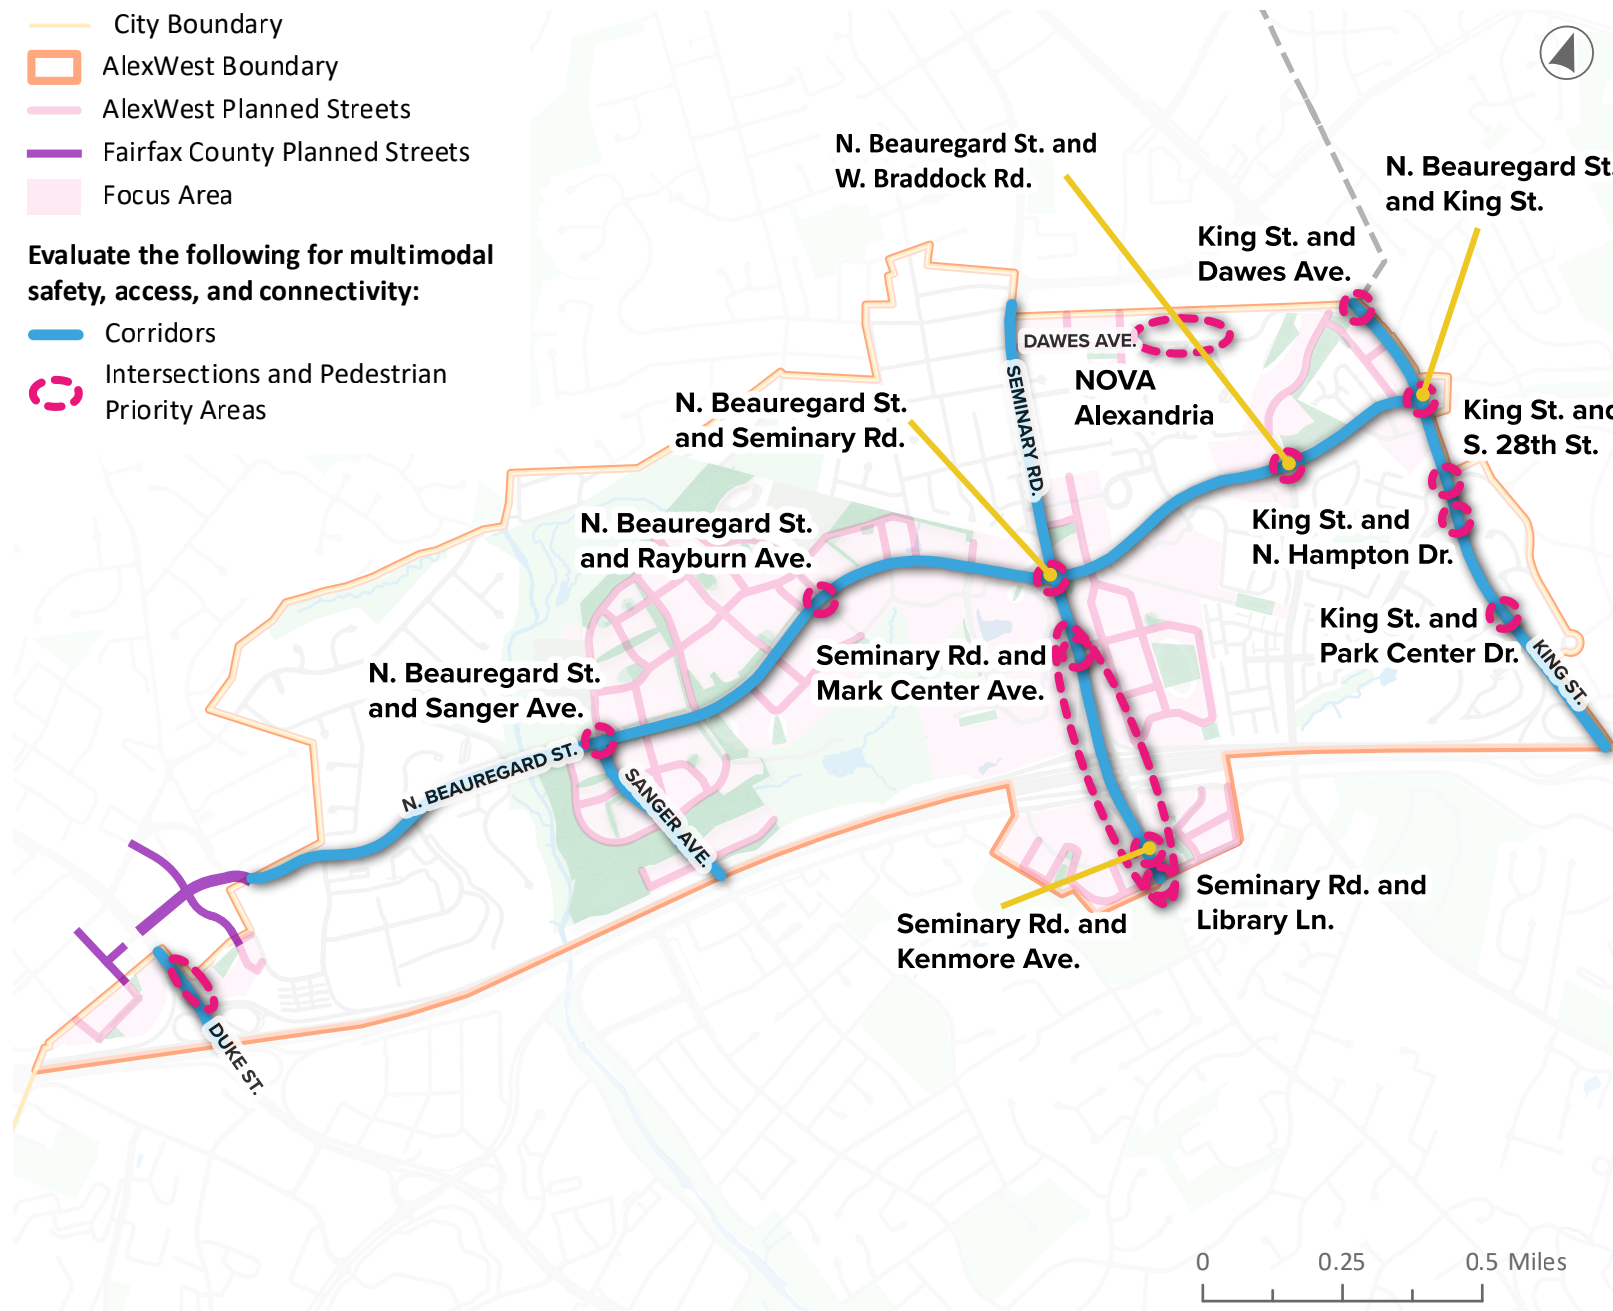 City Boundary
AlexWest Boundary
AlexWest Planned Streets
Fairfax County Planned Streets
Focus Area
Evaluate the following for multimodal
safety, access, and connectivity:
Corridors
Intersections and Pedestrian
Priority Areas
N. Beauregard St. and
W. Braddock Rd.
N. Beauregard St.
and King St.
King St. and
Dawes Ave.
DAWES AVE.
NOVA
Alexandria
SEMINARY RD.
N. Beauregard St.
and Seminary Rd.
King St. and
S. 28th St.
N. Beauregard St.
and Rayburn Ave.
King St. and
N. Hampton Dr.
King St. and
Park Center Dr.
KING ST.
Seminary Rd. and
Mark Center Ave.
N. Beauregard St.
and Sanger Ave.
N. BEAUREGARD ST.
SANGER AVE.
Seminary Rd. and
Library Ln.
Seminary Rd. and
Kenmore Ave.
DUKE ST.
0 0.25 0.5 Miles